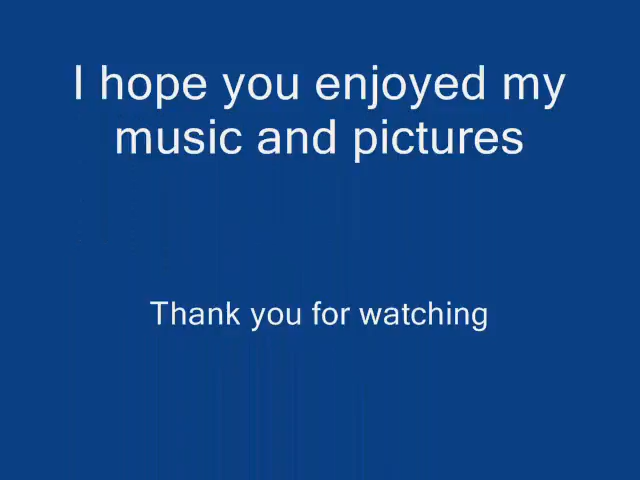 I hope you enjoyed my
music and pictures
Thank you for watching